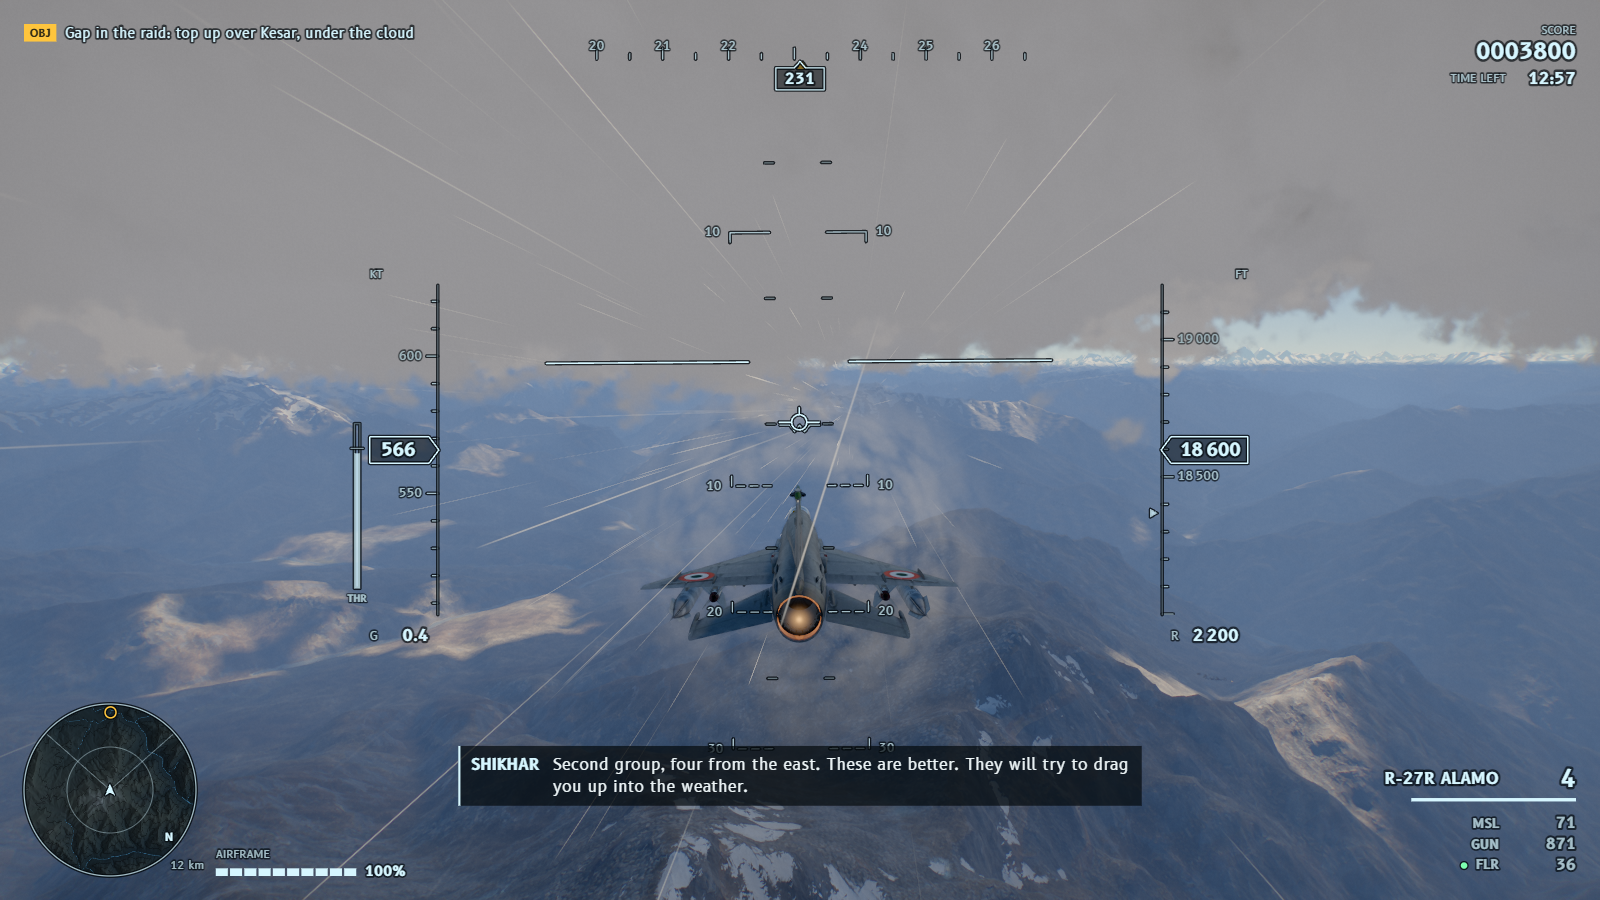 OBJ Gap in the raid: top up over Kesar, under the cloud
20 21 22 24 25 26
231
SCORE
0003800
TIME LEFT 12:57
10 10
KT
FT
600
19 000
566
18 600
550
18 500
10 10
THR
20 20
G 0.4
R 2 200
30 30
SHIKHAR Second group, four from the east. These are better. They will try to drag
you up into the weather.
R-27R ALAMO 4
MSL 71
GUN 871
FLR 36
N
12 km
AIRFRAME
100%